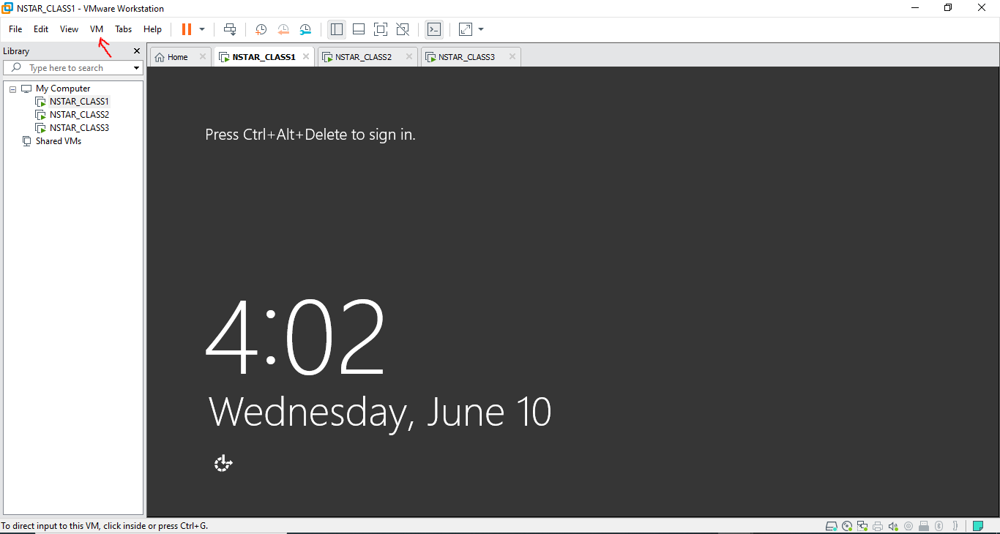 NSTAR_CLASS1 - VMware Workstation
File Edit View VM Tabs Help
Library
Type here to search
My Computer
NSTAR_CLASS1
NSTAR_CLASS2
NSTAR_CLASS3
Shared VMs
Home NSTAR_CLASS1 NSTAR_CLASS2 NSTAR_CLASS3
Press Ctrl+Alt+Delete to sign in.
4:02
Wednesday, June 10
To direct input to this VM, click inside or press Ctrl+G.